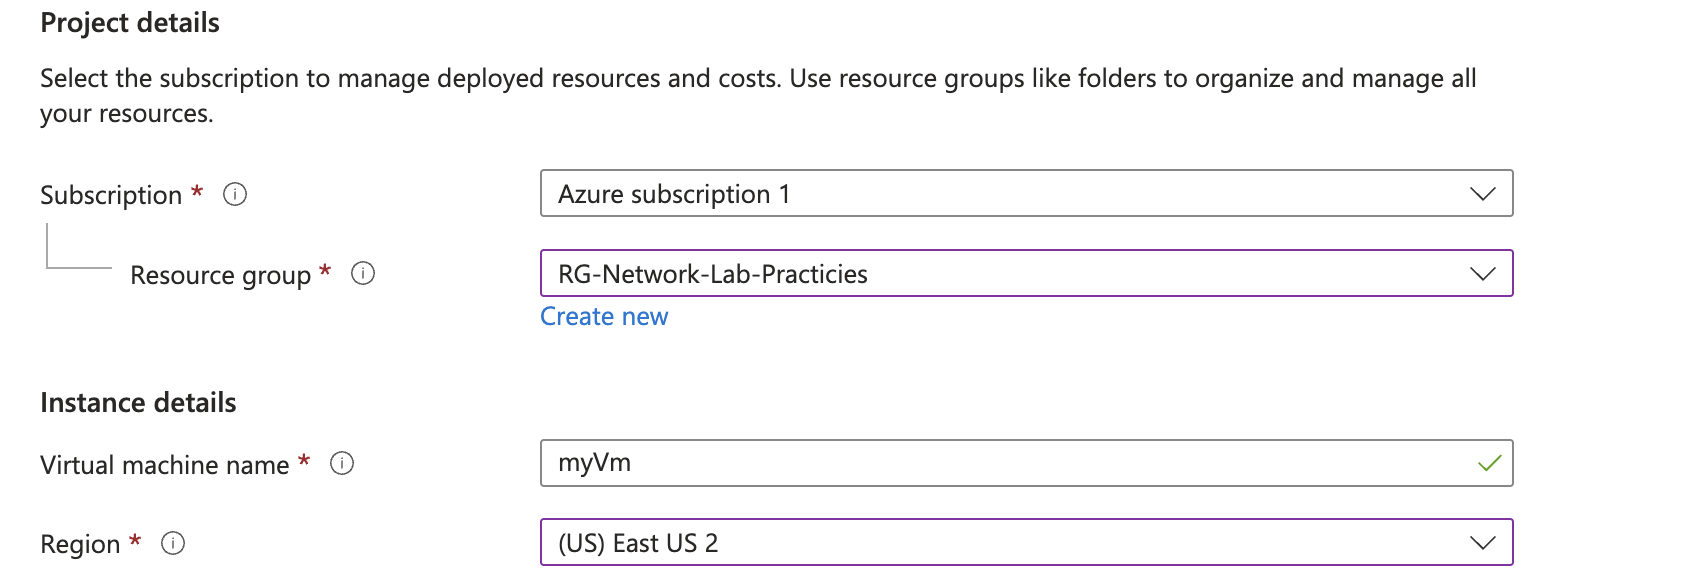 Project details
Select the subscription to manage deployed resources and costs. Use resource groups like folders to organize and manage all
your resources.
Subscription *
Azure subscription 1
Resource group *
RG-Network-Lab-Practicies
Create new
Instance details
Virtual machine name *
myVm
Region *
(US) East US 2